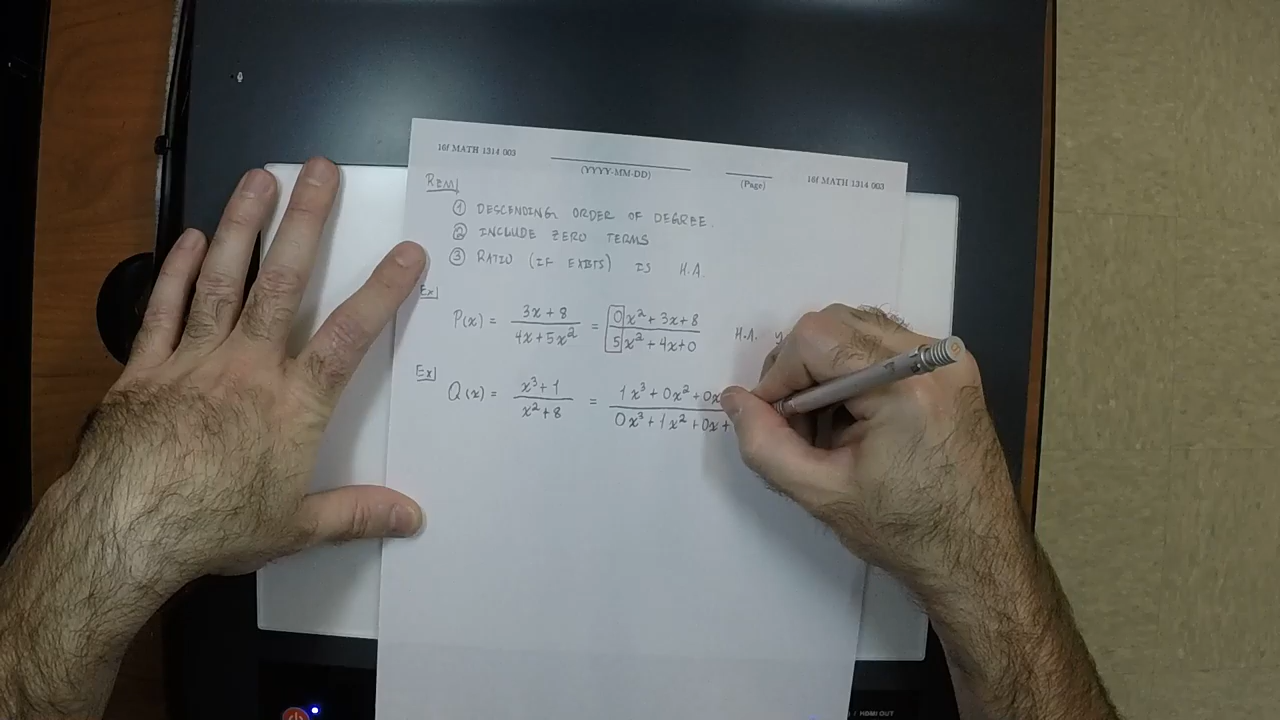 16f MATH 1314 003
(YYYY-MM-DD)
(Page)
16f MATH 1314 003
REM
① DESCENDING ORDER OF DEGREE.
② INCLUDE ZERO TERMS
③ RATIO (IF EXISTS) IS H.A.
Ex
P(x) = (3x + 8)/(4x + 5x²) = (0x² + 3x + 8)/(5x² + 4x + 0) H.A. y
Ex
Q(x) = (x³ + 1)/(x² + 8) = (1x³ + 0x² + 0x)/(0x³ + 1x² + 0x +)
/ HDMI OUT